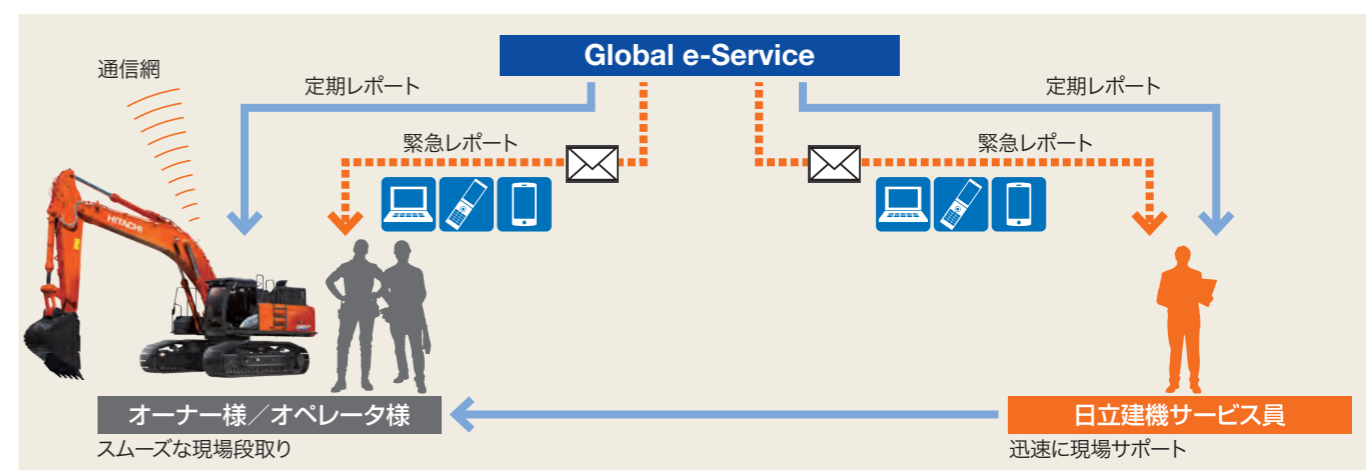 Global e-Service
通信網
定期レポート
定期レポート
緊急レポート
緊急レポート
HITACHI
オーナー様／オペレータ様
日立建機サービス員
スムーズな現場段取り
迅速に現場サポート